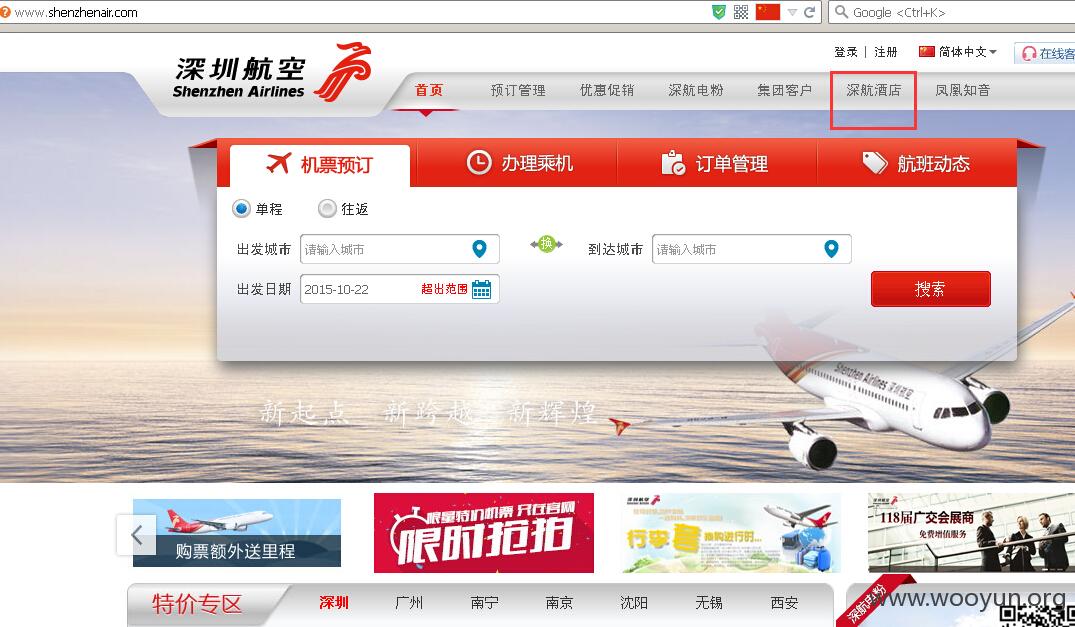 www.shenzhenair.com
Google <Ctrl+K>
登录 | 注册 简体中文 在线客
深圳航空
Shenzhen Airlines
首页 预订管理 优惠促销 深航电粉 集团客户 深航酒店 凤凰知音
机票预订 办理乘机 订单管理 航班动态
单程 往返
出发城市 请输入城市 换 到达城市 请输入城市
出发日期 2015-10-22 超出范围 搜索
Shenzhen Airlines 深圳航空
新起点 新跨越 新辉煌
购票额外送里程
限量特价机票 只在官网
限时抢拍
行李套
118届广交会展商
免费增值服务
特价专区 深圳 广州 南宁 南京 沈阳 无锡 西安
深航电粉
www.wooyun.org